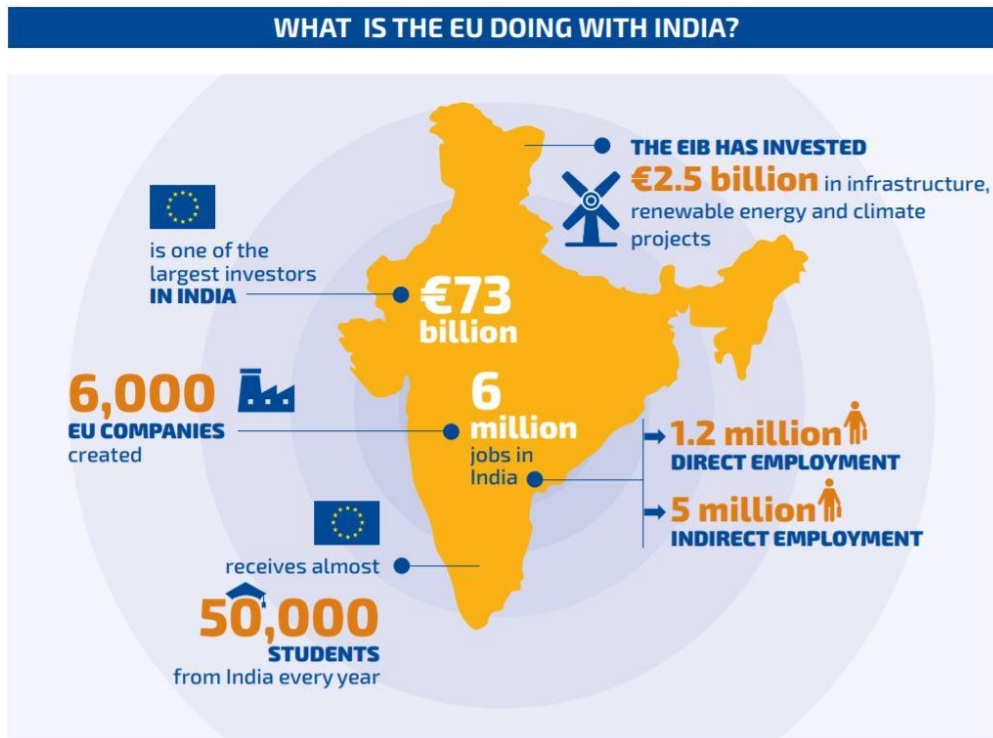 WHAT IS THE EU DOING WITH INDIA?
THE EIB HAS INVESTED
€2.5 billion in infrastructure,
renewable energy and climate
projects
is one of the
largest investors
IN INDIA
€73
billion
6,000
EU COMPANIES
created
6
million
jobs in
India
1.2 million
DIRECT EMPLOYMENT
5 million
INDIRECT EMPLOYMENT
receives almost
50,000
STUDENTS
from India every year